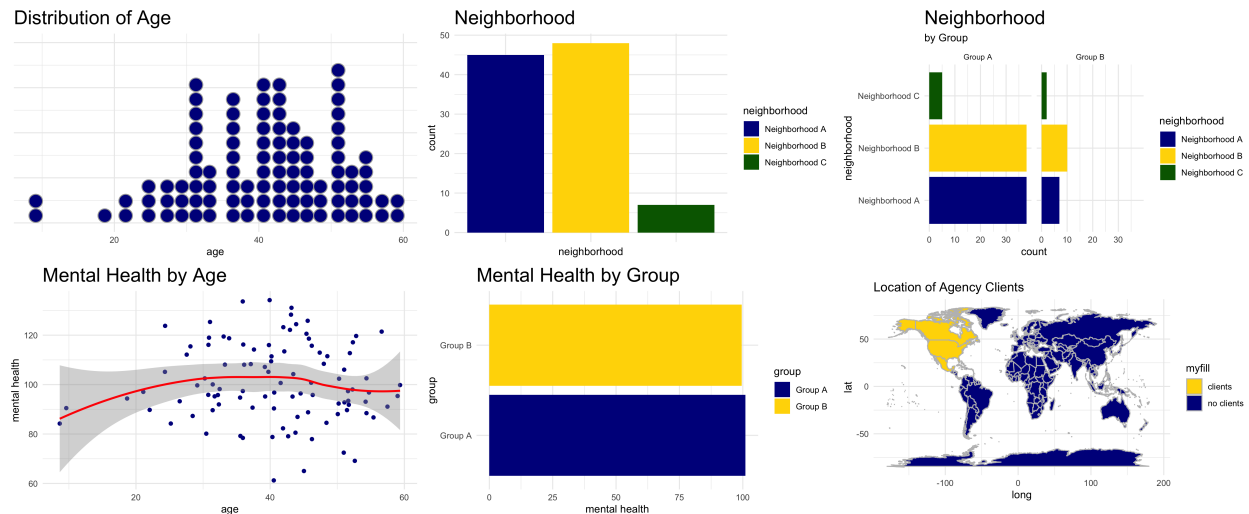 Distribution of Age
20
40
60
age
Neighborhood
50
40
30
20
10
0
count
neighborhood
neighborhood
Neighborhood A
Neighborhood B
Neighborhood C
Neighborhood
by Group
Group A
Group B
Neighborhood C
Neighborhood B
Neighborhood A
neighborhood
0
10
20
30
0
10
20
30
count
neighborhood
Neighborhood A
Neighborhood B
Neighborhood C
Mental Health by Age
120
100
80
60
mental health
20
40
60
age
Mental Health by Group
Group B
Group A
group
0
25
50
75
100
mental health
group
Group A
Group B
Location of Agency Clients
50
0
-50
lat
-100
0
100
200
long
myfill
clients
no clients